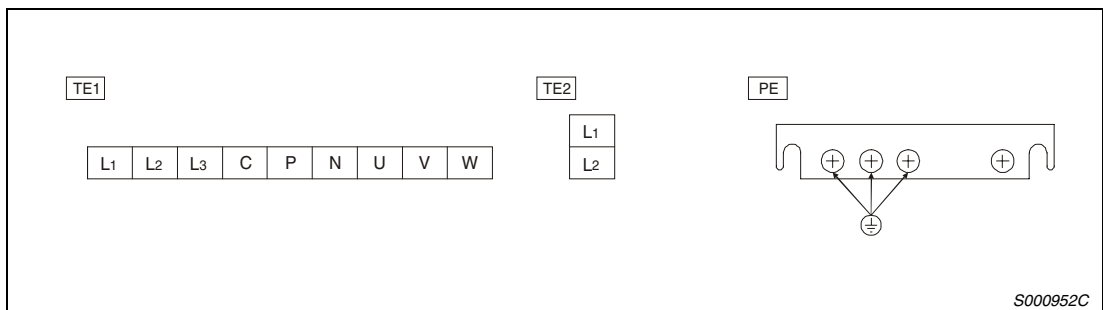 TE1
TE2
PE
L1 L2 L3 C P N U V W
L1
L2
S000952C